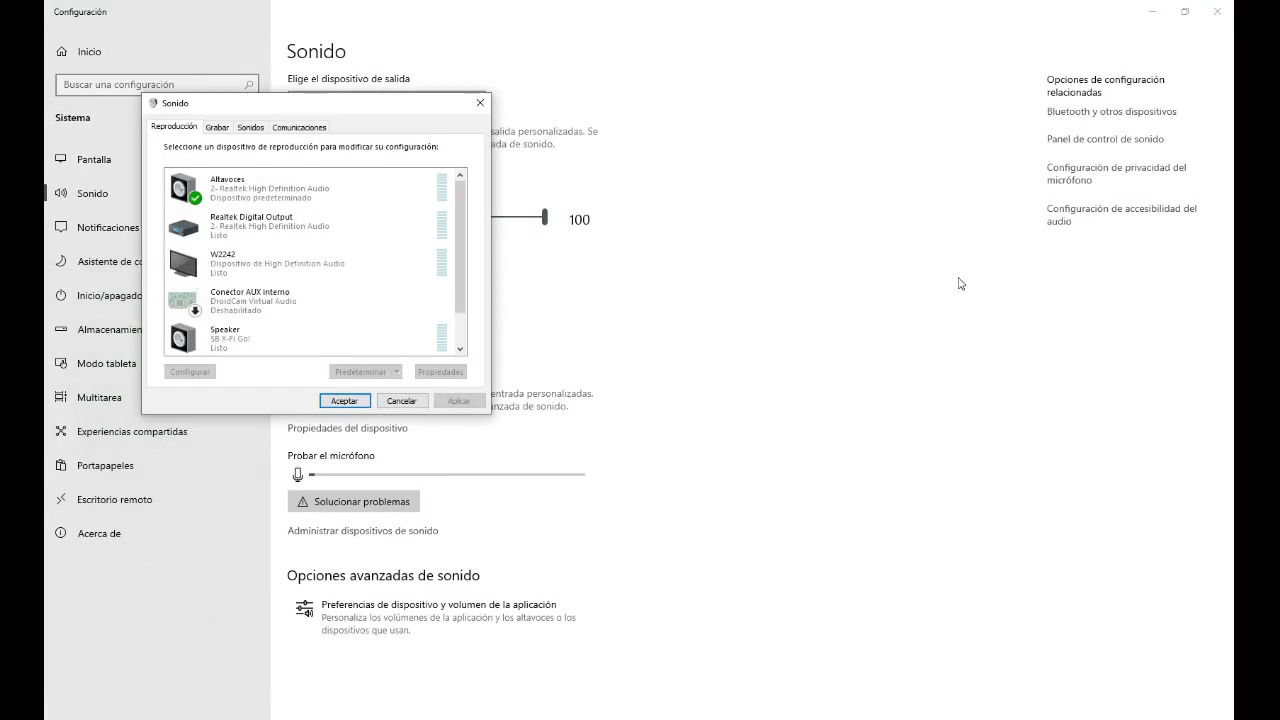 Configuración
Inicio
Buscar una configuración
Sistema
Pantalla
Sonido
Notificaciones
Asistente de co
Inicio/apagado
Almacenamien
Modo tableta
Multitarea
Experiencias compartidas
Portapapeles
Escritorio remoto
Acerca de
Sonido
Elige el dispositivo de salida
salida personalizadas. Se
ada de sonido.
100
entrada personalizadas.
anzada de sonido.
Propiedades del dispositivo
Probar el micrófono
Solucionar problemas
Administrar dispositivos de sonido
Opciones avanzadas de sonido
Preferencias de dispositivo y volumen de la aplicación
Personaliza los volúmenes de la aplicación y los altavoces o los
dispositivos que usan.
Sonido
Reproducción Grabar Sonidos Comunicaciones
Seleccione un dispositivo de reproducción para modificar su configuración:
Altavoces
2- Realtek High Definition Audio
Dispositivo predeterminado
Realtek Digital Output
2- Realtek High Definition Audio
Listo
W2242
Dispositivo de High Definition Audio
Listo
Conector AUX interno
DroidCam Virtual Audio
Deshabilitado
Speaker
SB X-Fi Go!
Listo
Configurar Predeterminar Propiedades
Aceptar Cancelar Aplicar
Opciones de configuración
relacionadas
Bluetooth y otros dispositivos
Panel de control de sonido
Configuración de privacidad del
micrófono
Configuración de accesibilidad del
audio